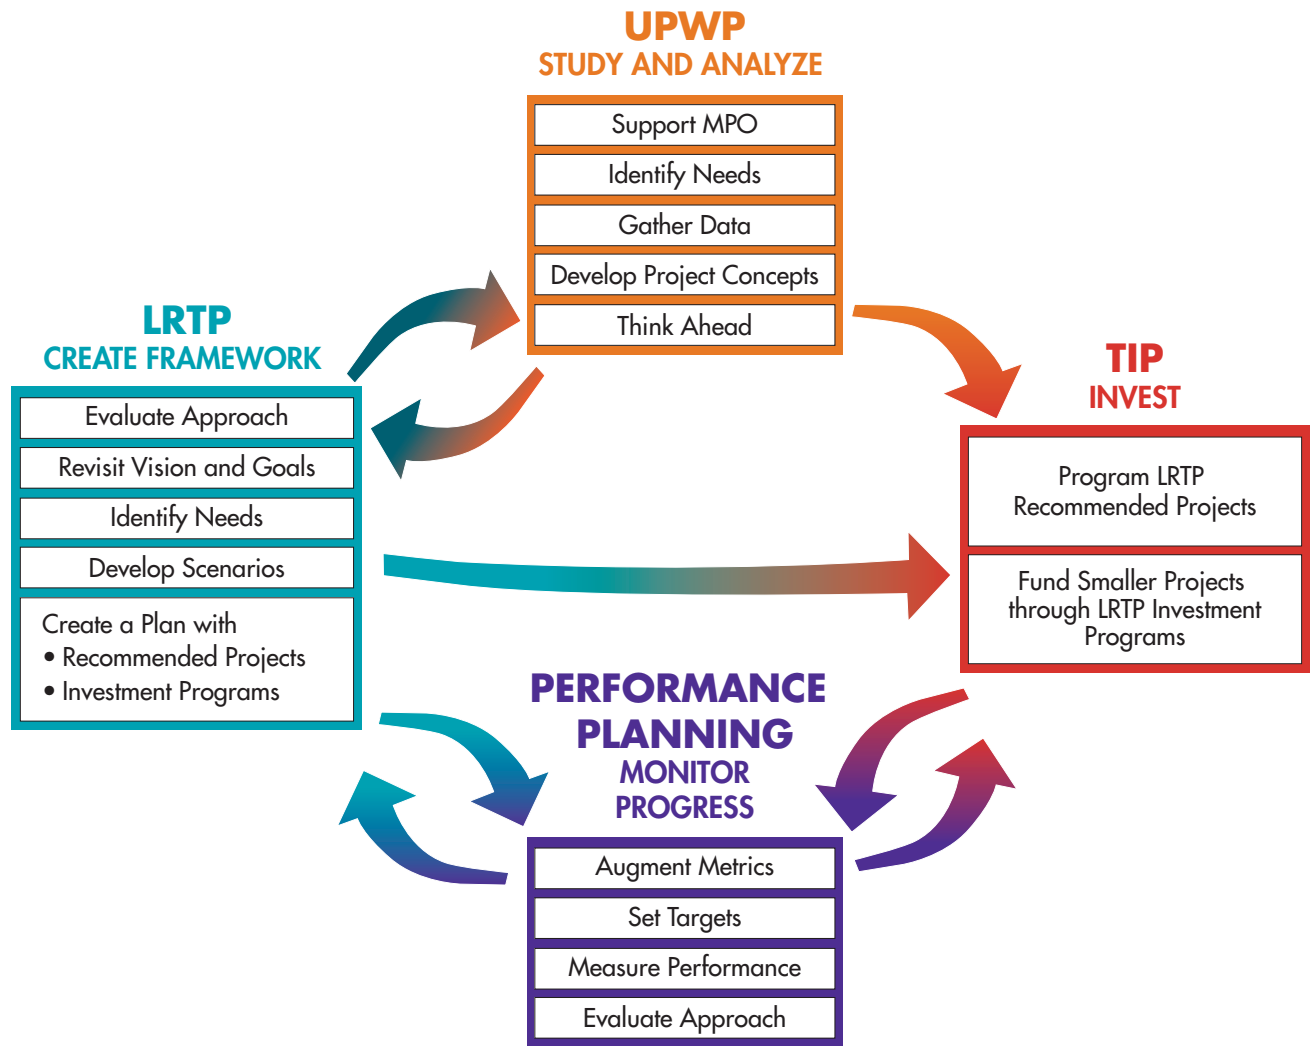 UPWP
STUDY AND ANALYZE
Support MPO
Identify Needs
Gather Data
Develop Project Concepts
Think Ahead
LRTP
CREATE FRAMEWORK
Evaluate Approach
Revisit Vision and Goals
Identify Needs
Develop Scenarios
Create a Plan with
• Recommended Projects
• Investment Programs
TIP
INVEST
Program LRTP
Recommended Projects
Fund Smaller Projects
through LRTP Investment
Programs
PERFORMANCE
PLANNING
MONITOR
PROGRESS
Augment Metrics
Set Targets
Measure Performance
Evaluate Approach